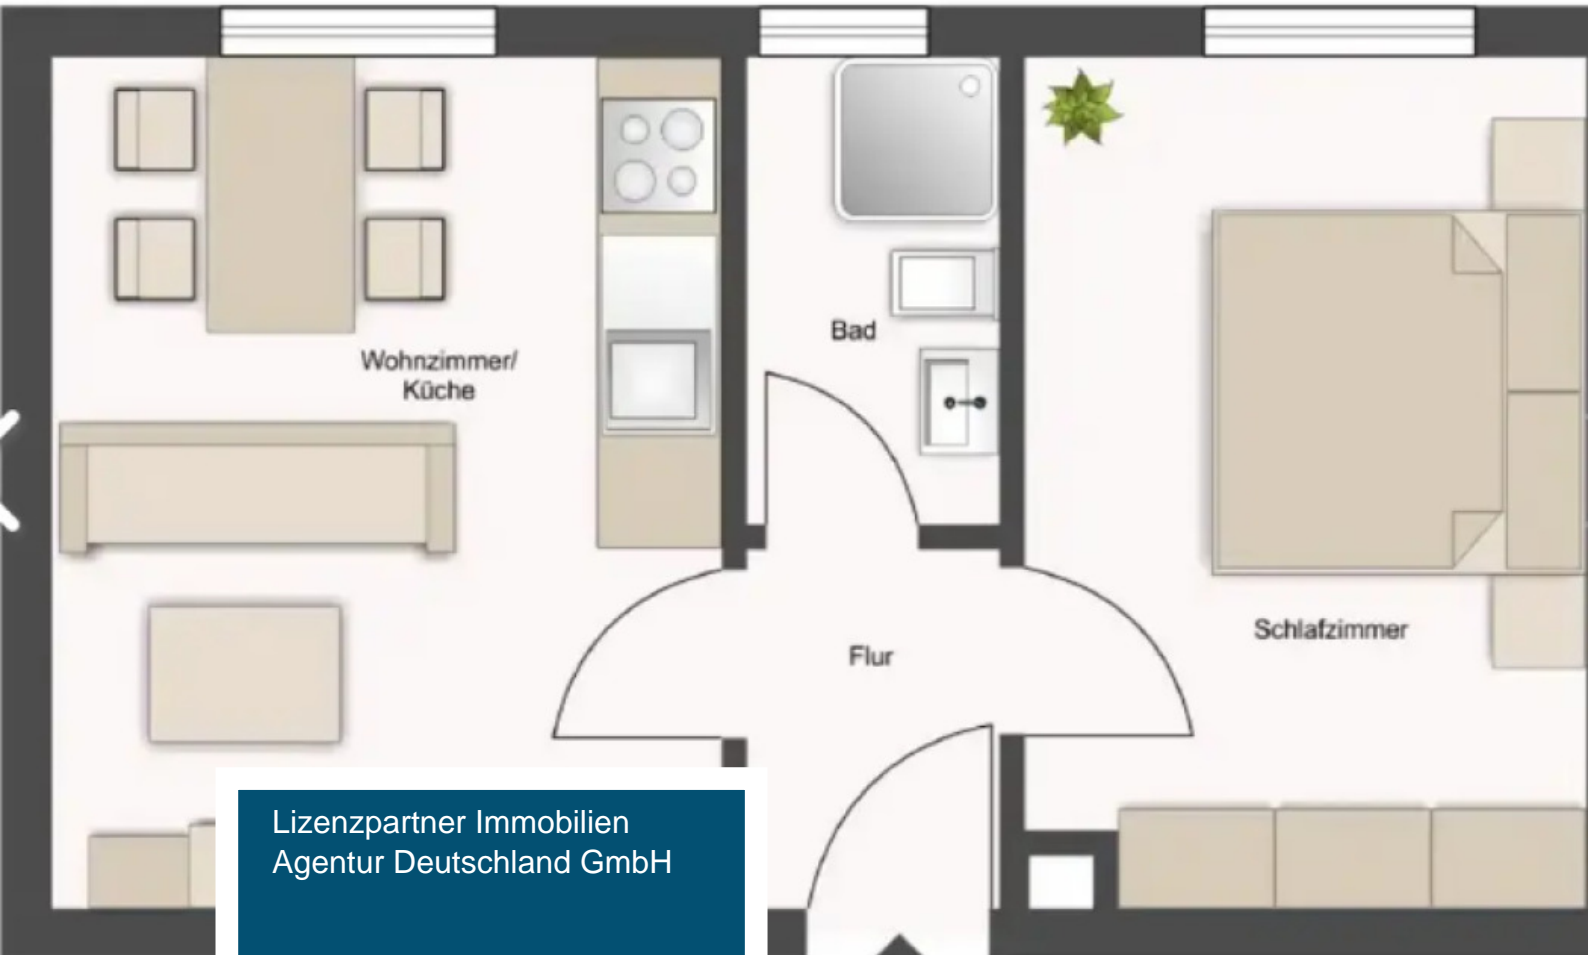 Wohnzimmer/
Küche
Bad
Flur
Schlafzimmer
Lizenzpartner Immobilien
Agentur Deutschland GmbH